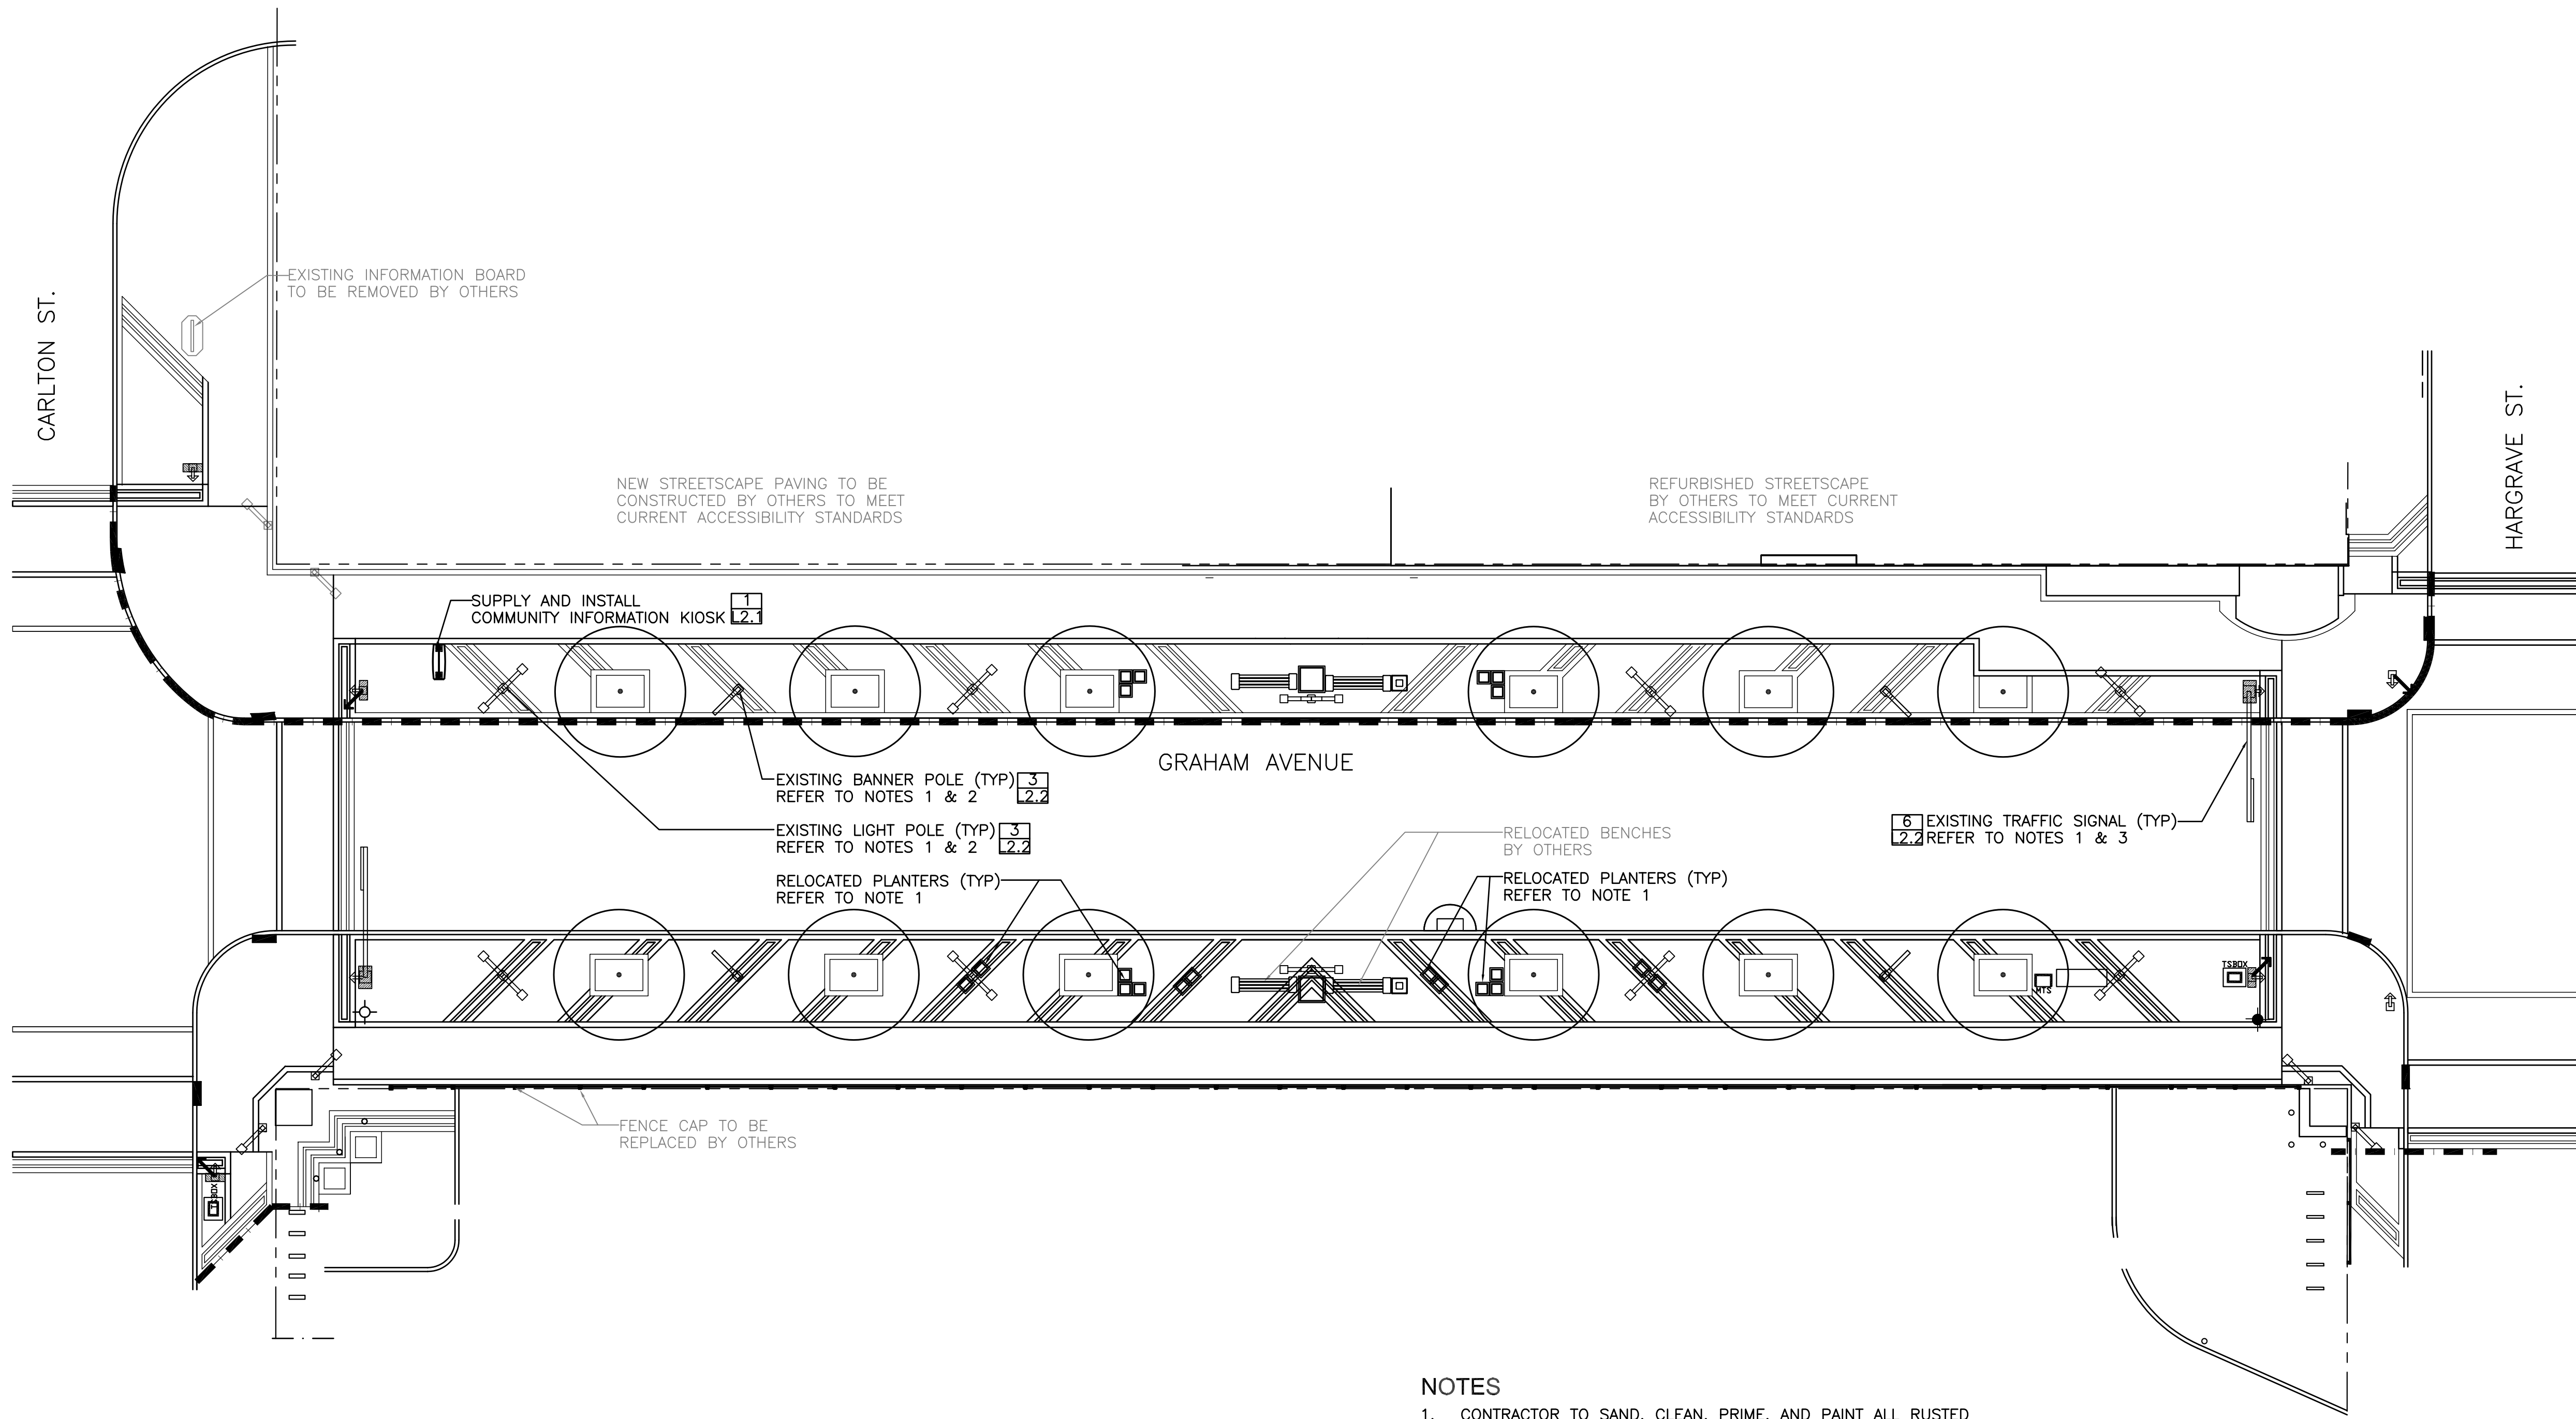 EXISTING INFORMATION BOARD
TO BE REMOVED BY OTHERS
CARLTON ST.
HARGRAVE ST.
NEW STREETSCAPE PAVING TO BE
CONSTRUCTED BY OTHERS TO MEET
CURRENT ACCESSIBILITY STANDARDS
REFURBISHED STREETSCAPE
BY OTHERS TO MEET CURRENT
ACCESSIBILITY STANDARDS
SUPPLY AND INSTALL 1
COMMUNITY INFORMATION KIOSK L2.1
GRAHAM AVENUE
EXISTING BANNER POLE (TYP) 3
REFER TO NOTES 1 & 2 L2.2
EXISTING LIGHT POLE (TYP) 3
REFER TO NOTES 1 & 2 L2.2
RELOCATED PLANTERS (TYP)
REFER TO NOTE 1
RELOCATED BENCHES
BY OTHERS
RELOCATED PLANTERS (TYP)
REFER TO NOTE 1
6 EXISTING TRAFFIC SIGNAL (TYP)
L2.2 REFER TO NOTES 1 & 3
TSBOX
MTS
FENCE CAP TO BE
REPLACED BY OTHERS
TSBOX
NOTES
1. CONTRACTOR TO SAND, CLEAN, PRIME, AND PAINT ALL RUSTED